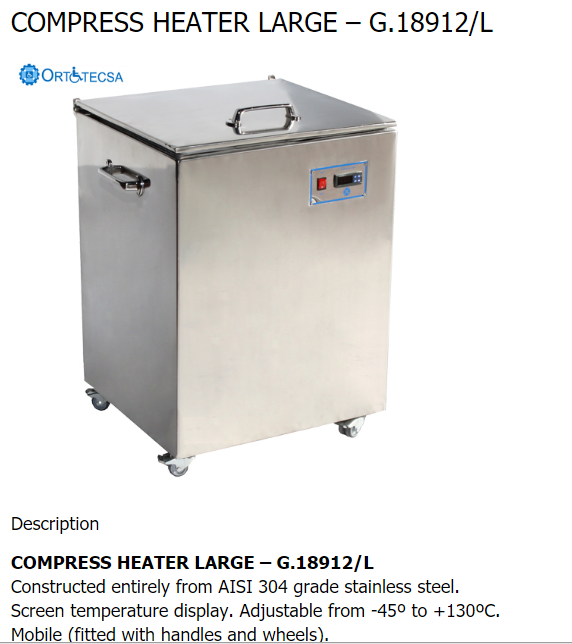 COMPRESS HEATER LARGE – G.18912/L
ORTOTECSA
Description
COMPRESS HEATER LARGE – G.18912/L
Constructed entirely from AISI 304 grade stainless steel.
Screen temperature display. Adjustable from -45º to +130ºC.
Mobile (fitted with handles and wheels).